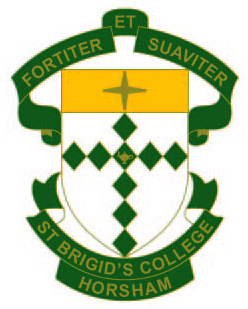 FORTITER ET SUAVITER
ST BRIGID'S COLLEGE
HORSHAM